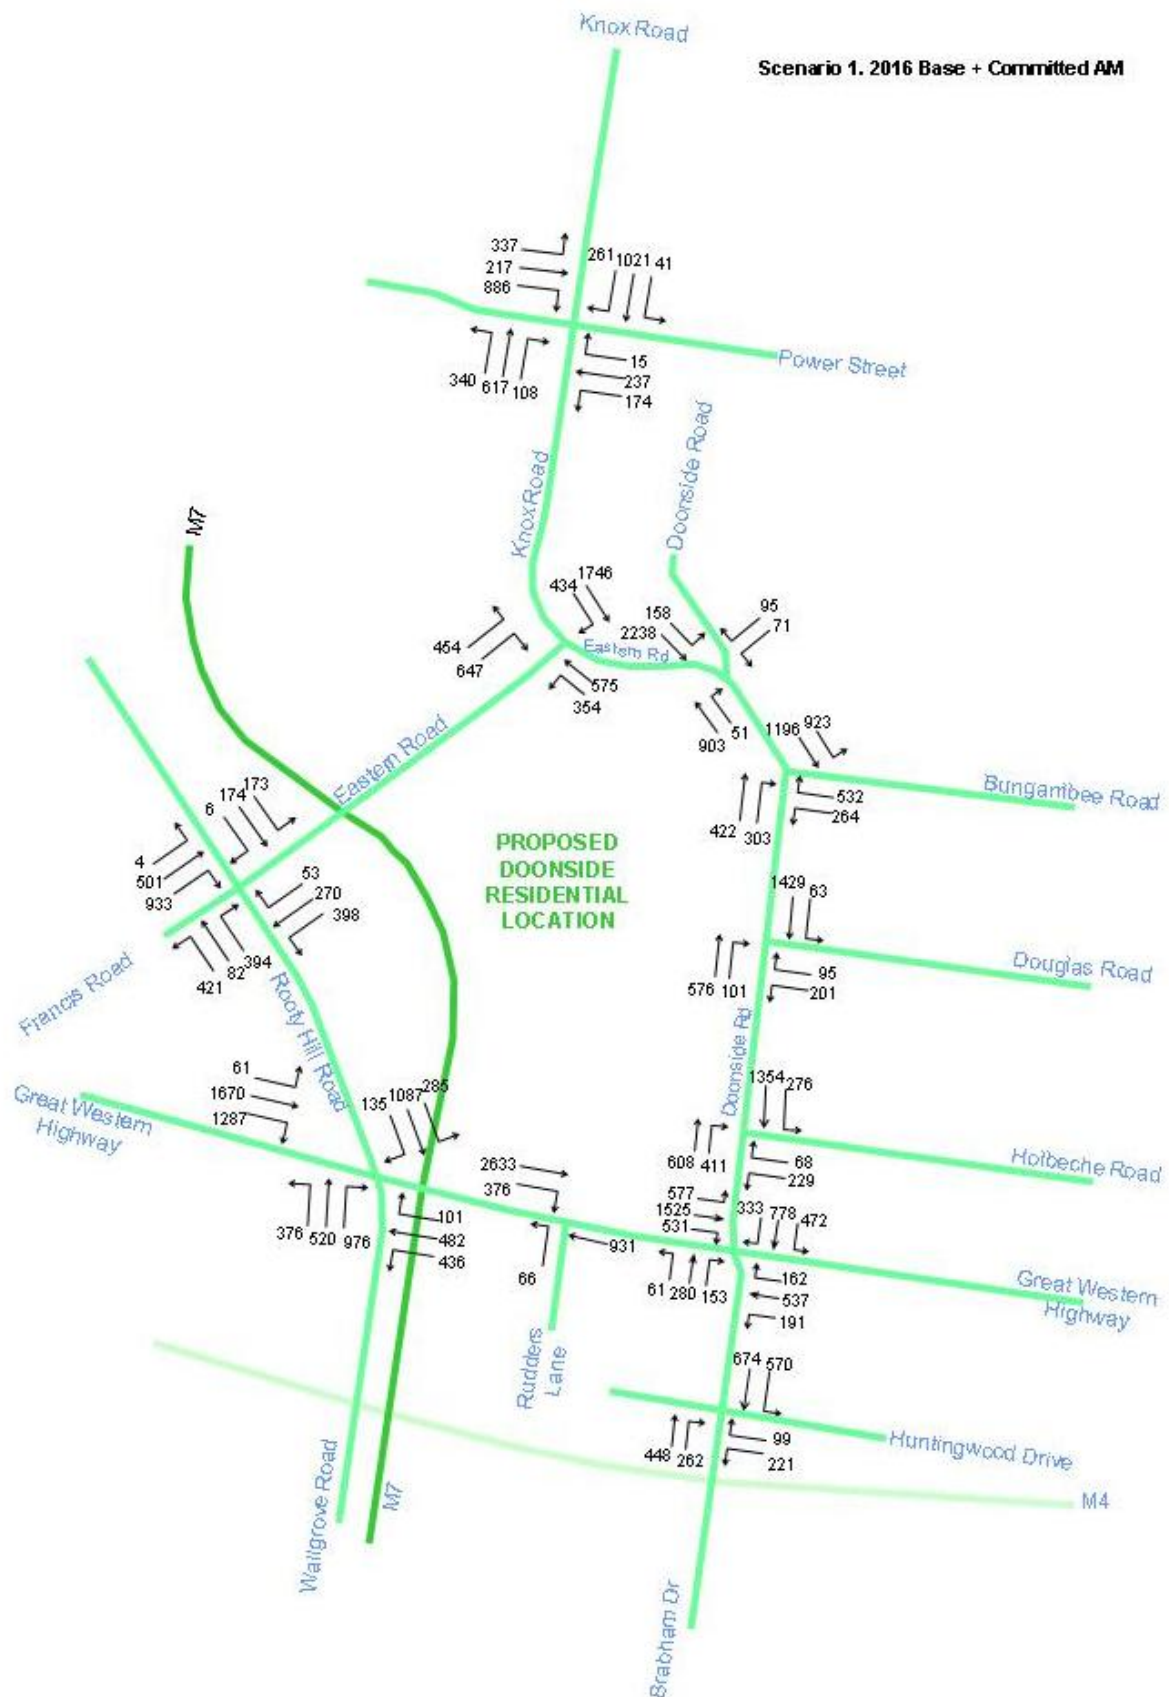 Knox Road
Scenario 1. 2016 Base + Committed AM
337
217
886
261 1021 41
340 617 108
15
237
174
Power Street
Doonside Road
Knox Road
M7
434 1746
454
647
Eastern Rd
575
354
158
2238
95
71
51
903
1196 923
Bungarribee Road
422 303
532
264
Eastern Road
6 174 173
4
501
933
53
270
398
421 82 394
Francis Road
Rooty Hill Road
PROPOSED
DOONSIDE
RESIDENTIAL
LOCATION
1429 63
Douglas Road
576 101
95
201
Doonside Rd
61
1670
1287
Great Western
Highway
135 1087 285
376 520 976
101
482
436
2633
376
66
931
Rudders
Lane
1354 276
608 411
68
229
Holbeche Road
577
1525
531
333 778 472
61 280 153
162
537
191
Great Western
Highway
674 570
448 262
99
221
Huntingwood Drive
M4
Wallgrove Road
M7
Brabham Dr